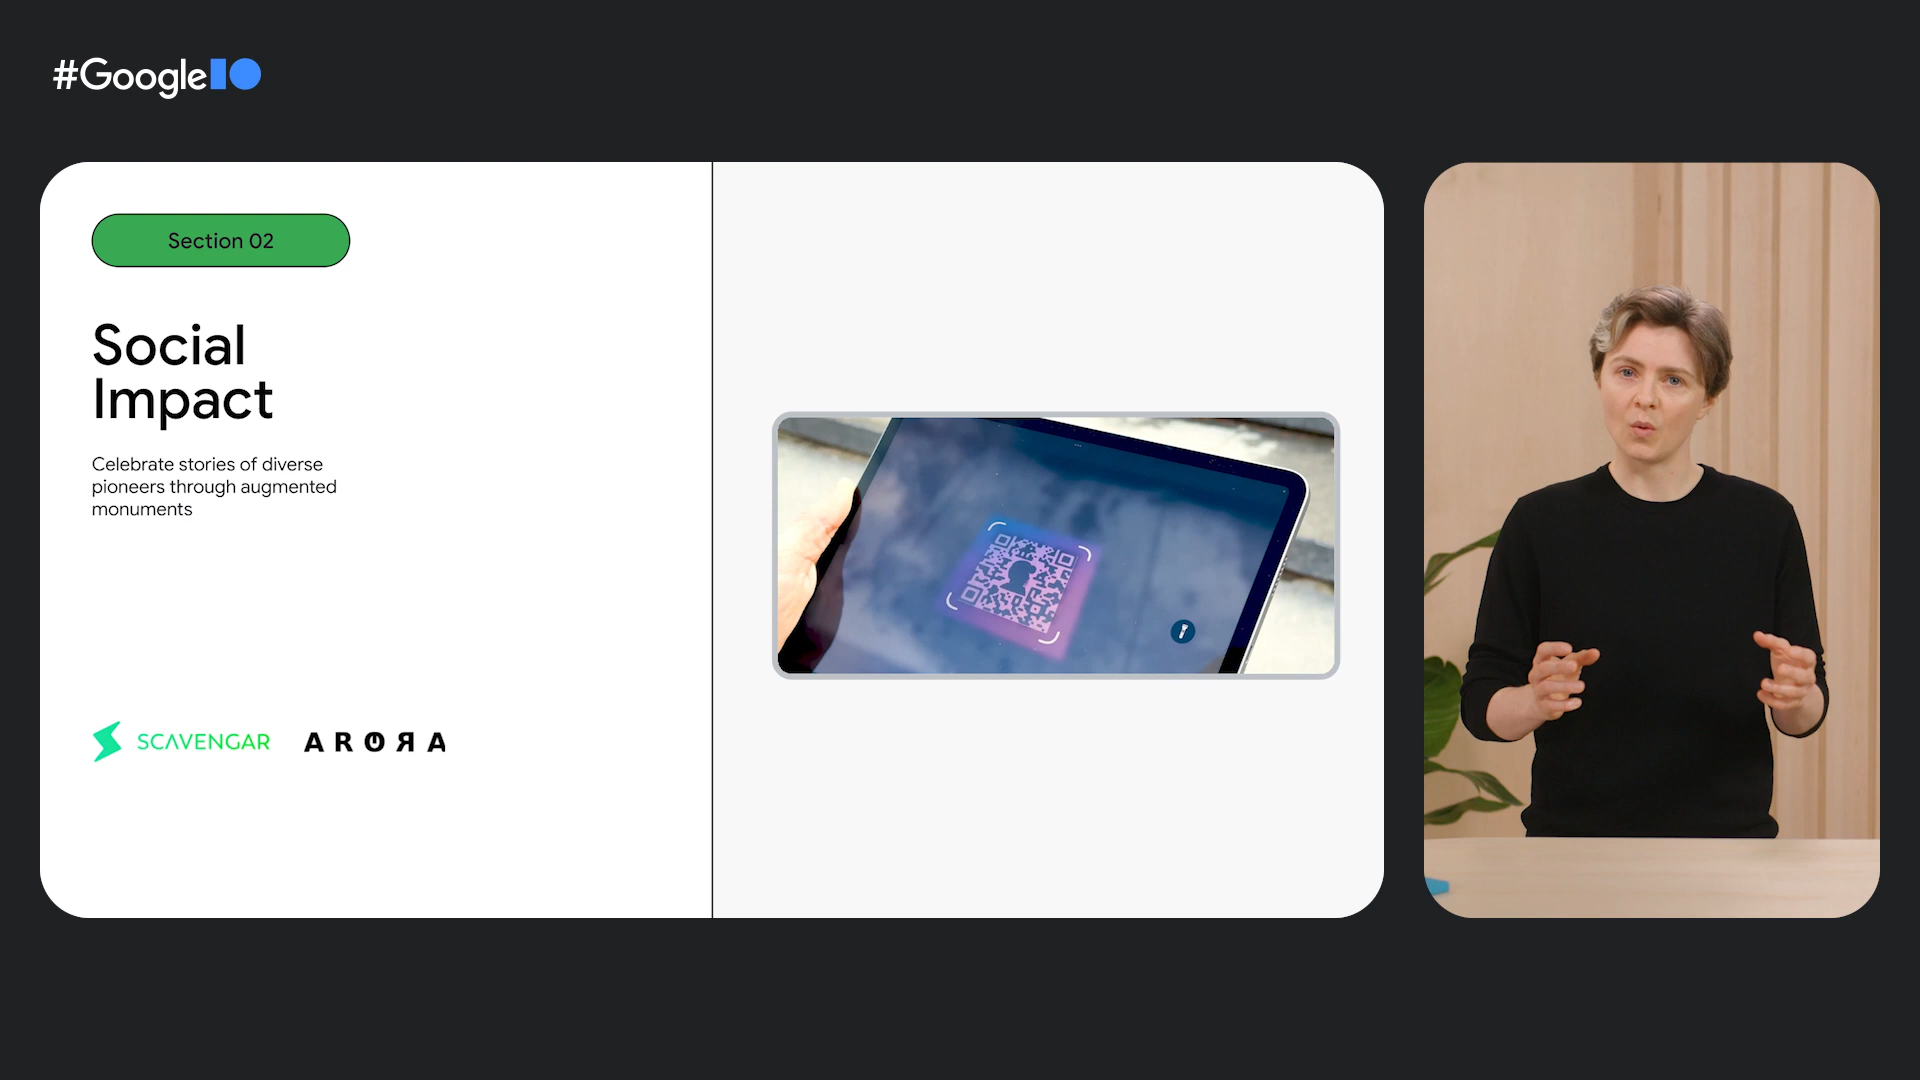 #GoogleIO
Section 02
Social
Impact
Celebrate stories of diverse
pioneers through augmented
monuments
SCAVENGAR
ARORA